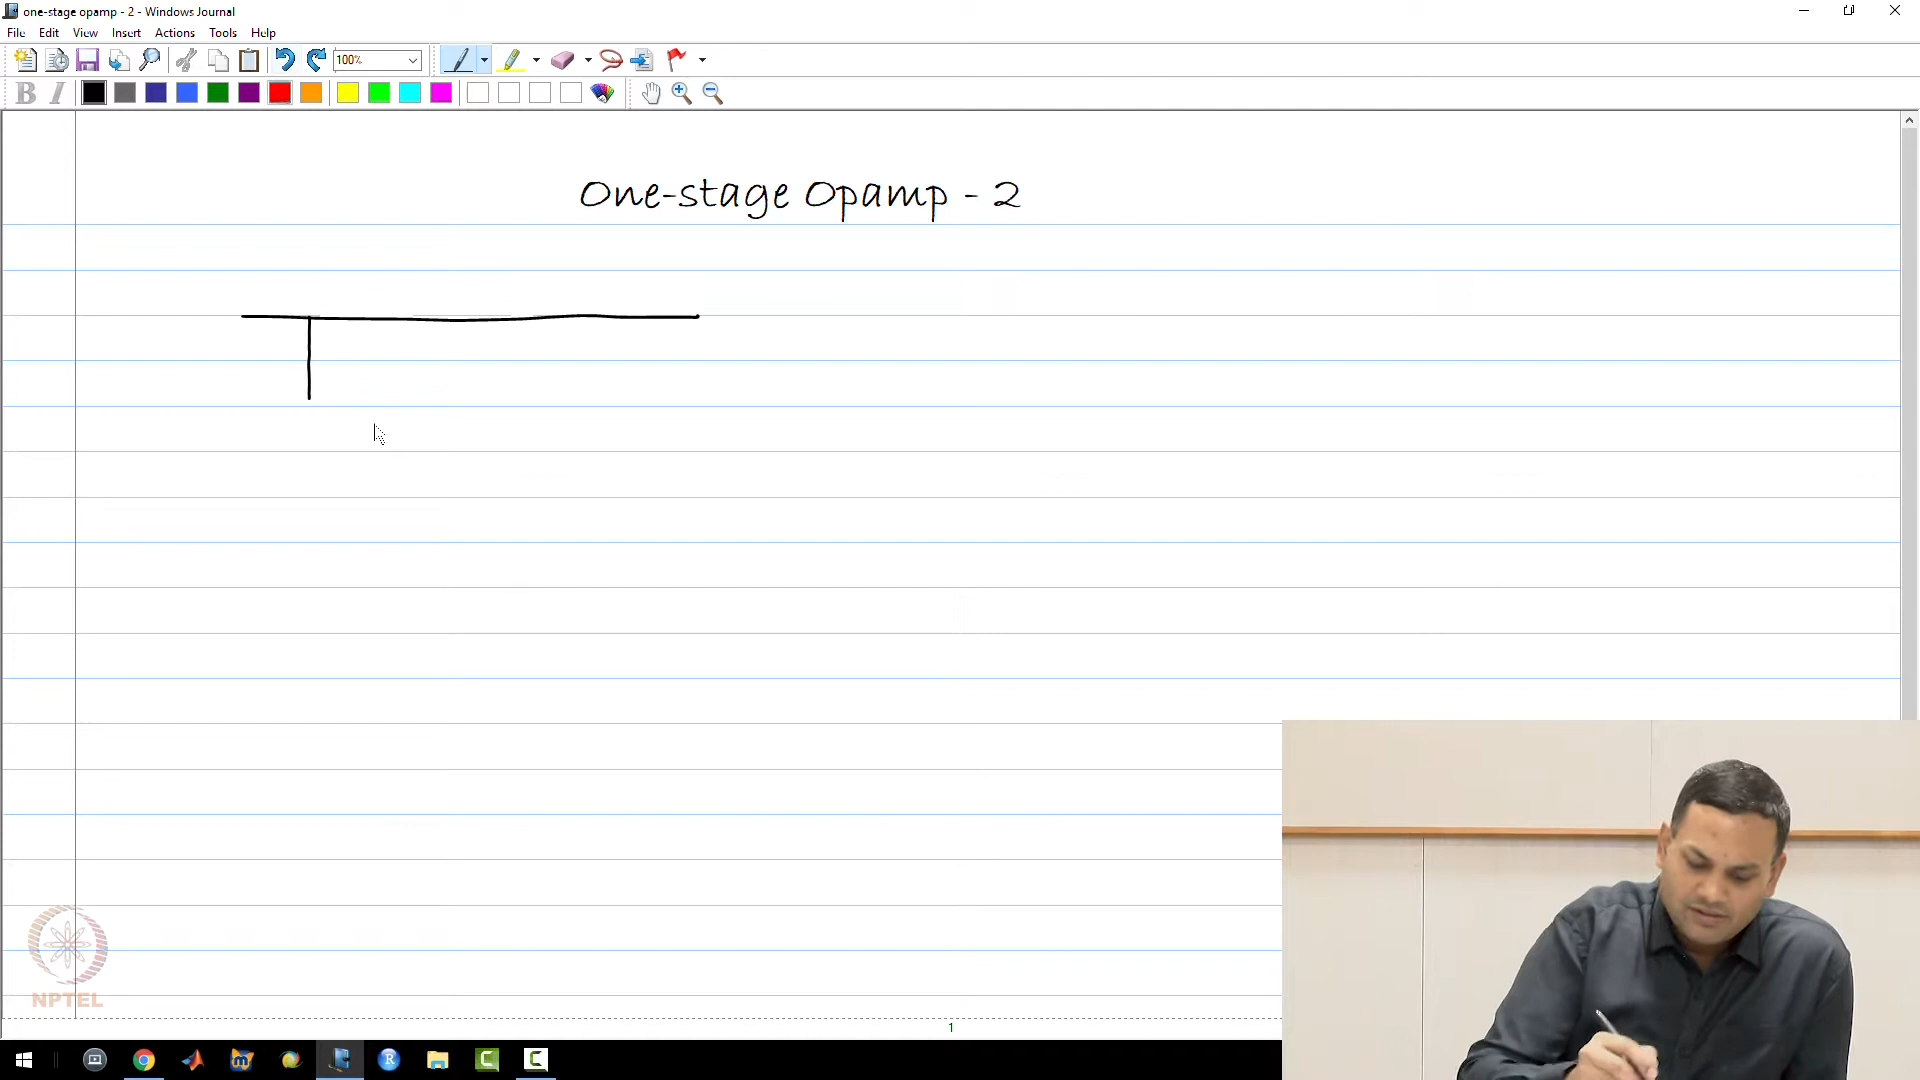 one-stage opamp - 2 - Windows Journal
File Edit View Insert Actions Tools Help
100%
B I
One-stage Opamp - 2
NPTEL
1